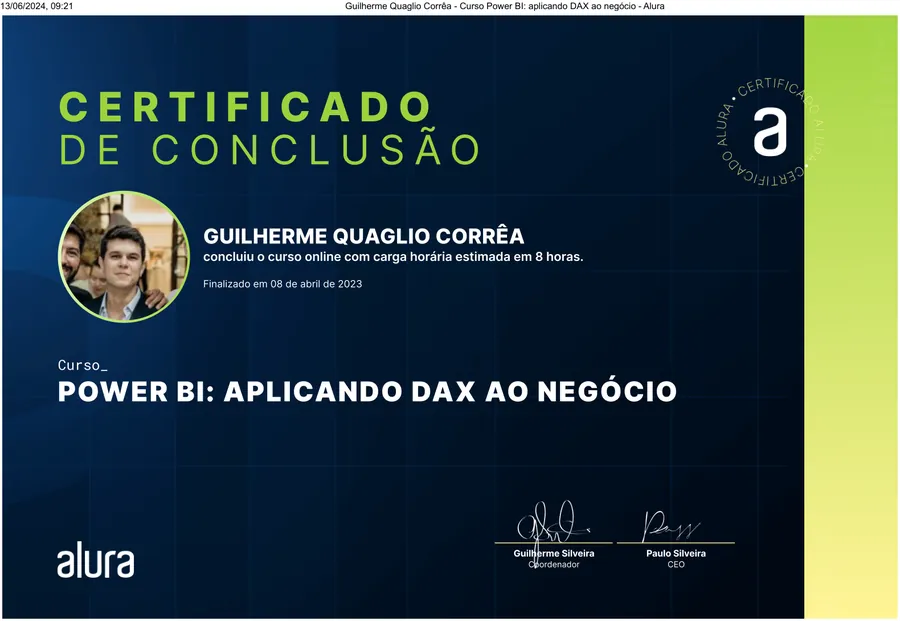 13/06/2024, 09:21
Guilherme Quaglio Corrêa - Curso Power BI: aplicando DAX ao negócio - Alura
CERTIFICADO
DE CONCLUSÃO
CERTIFICADO ALURA • CERTIFICADO ALURA •
a
GUILHERME QUAGLIO CORRÊA
concluiu o curso online com carga horária estimada em 8 horas.
Finalizado em 08 de abril de 2023
Curso_
POWER BI: APLICANDO DAX AO NEGÓCIO
alura
Guilherme Silveira
Coordenador
Paulo Silveira
CEO